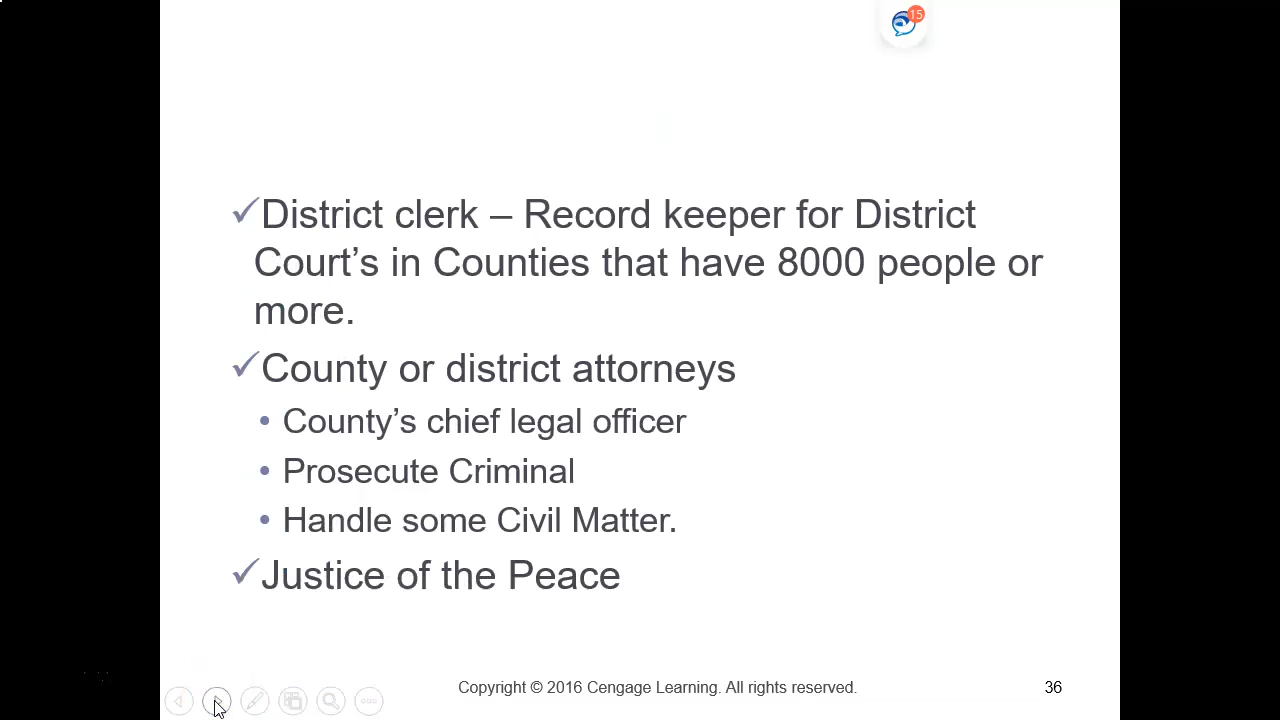 15
✓District clerk – Record keeper for District
Court’s in Counties that have 8000 people or
more.
✓County or district attorneys
• County’s chief legal officer
• Prosecute Criminal
• Handle some Civil Matter.
✓Justice of the Peace
Copyright © 2016 Cengage Learning. All rights reserved.
36